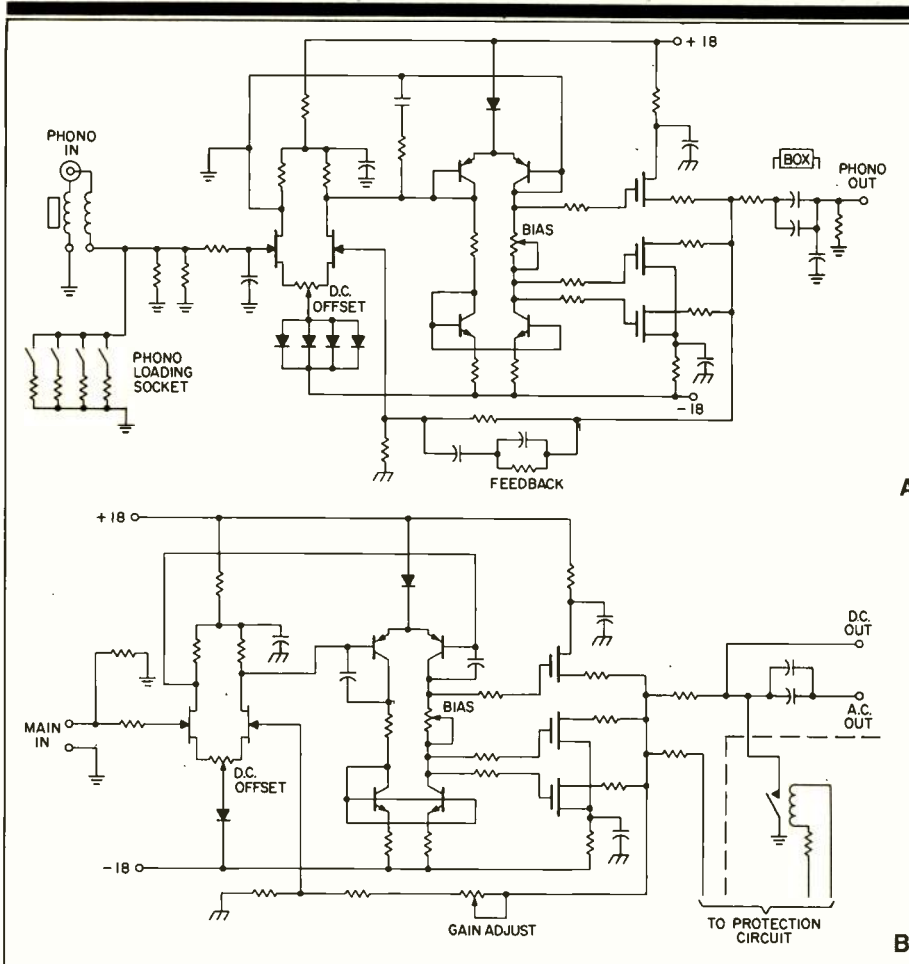 + 18
PHONO
IN
BOX
PHONO
OUT
BIAS
D.C.
OFFSET
PHONO
LOADING
SOCKET
- 18
FEEDBACK
A
+ 18
D.C.
OUT
BIAS
A.C.
OUT
MAIN
IN
D.C.
OFFSET
- 18
GAIN ADJUST
TO PROTECTION
CIRCUIT
B